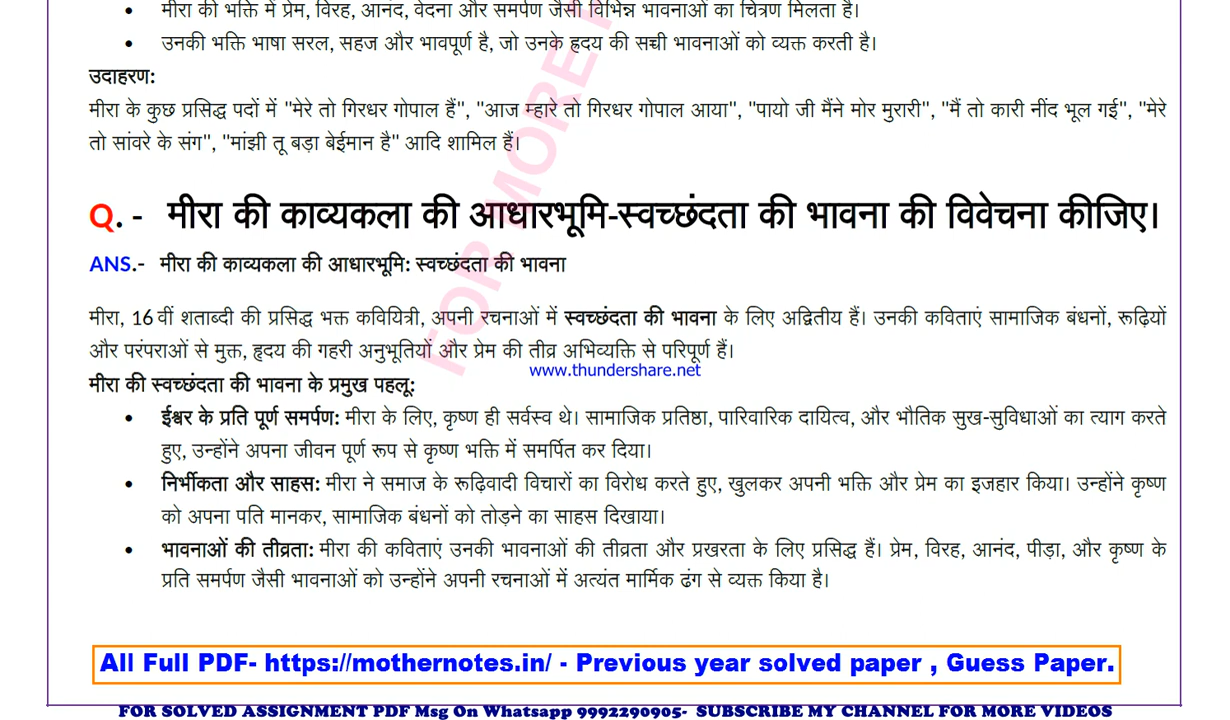 • मीरा की भक्ति में प्रेम, विरह, आनंद, वेदना और समर्पण जैसी विभिन्न भावनाओं का चित्रण मिलता है।
• उनकी भक्ति भाषा सरल, सहज और भावपूर्ण है, जो उनके हृदय की सच्ची भावनाओं को व्यक्त करती है।
उदाहरण:
मीरा के कुछ प्रसिद्ध पदों में "मेरे तो गिरधर गोपाल हैं", "आज म्हारे तो गिरधर गोपाल आया", "पायो जी मैंने मोर मुरारी", "मैं तो कारी नींद भूल गई", "मेरे
तो सांवरे के संग", "मांझी तू बड़ा बेईमान है" आदि शामिल हैं।
Q. - मीरा की काव्यकला की आधारभूमि-स्वच्छंदता की भावना की विवेचना कीजिए।
ANS.- मीरा की काव्यकला की आधारभूमि: स्वच्छंदता की भावना
मीरा, 16 वीं शताब्दी की प्रसिद्ध भक्त कवियित्री, अपनी रचनाओं में स्वच्छंदता की भावना के लिए अद्वितीय हैं। उनकी कविताएं सामाजिक बंधनों, रूढ़ियों
और परंपराओं से मुक्त, हृदय की गहरी अनुभूतियों और प्रेम की तीव्र अभिव्यक्ति से परिपूर्ण हैं।
www.thundershare.net
मीरा की स्वच्छंदता की भावना के प्रमुख पहलू:
• ईश्वर के प्रति पूर्ण समर्पण: मीरा के लिए, कृष्ण ही सर्वस्व थे। सामाजिक प्रतिष्ठा, पारिवारिक दायित्व, और भौतिक सुख-सुविधाओं का त्याग करते
हुए, उन्होंने अपना जीवन पूर्ण रूप से कृष्ण भक्ति में समर्पित कर दिया।
• निर्भीकता और साहस: मीरा ने समाज के रूढ़िवादी विचारों का विरोध करते हुए, खुलकर अपनी भक्ति और प्रेम का इजहार किया। उन्होंने कृष्ण
को अपना पति मानकर, सामाजिक बंधनों को तोड़ने का साहस दिखाया।
• भावनाओं की तीव्रता: मीरा की कविताएं उनकी भावनाओं की तीव्रता और प्रखरता के लिए प्रसिद्ध हैं। प्रेम, विरह, आनंद, पीड़ा, और कृष्ण के
प्रति समर्पण जैसी भावनाओं को उन्होंने अपनी रचनाओं में अत्यंत मार्मिक ढंग से व्यक्त किया है।
FOR MORE
All Full PDF- https://mothernotes.in/ - Previous year solved paper , Guess Paper.
FOR SOLVED ASSIGNMENT PDF Msg On Whatsapp 9992290905- SUBSCRIBE MY CHANNEL FOR MORE VIDEOS